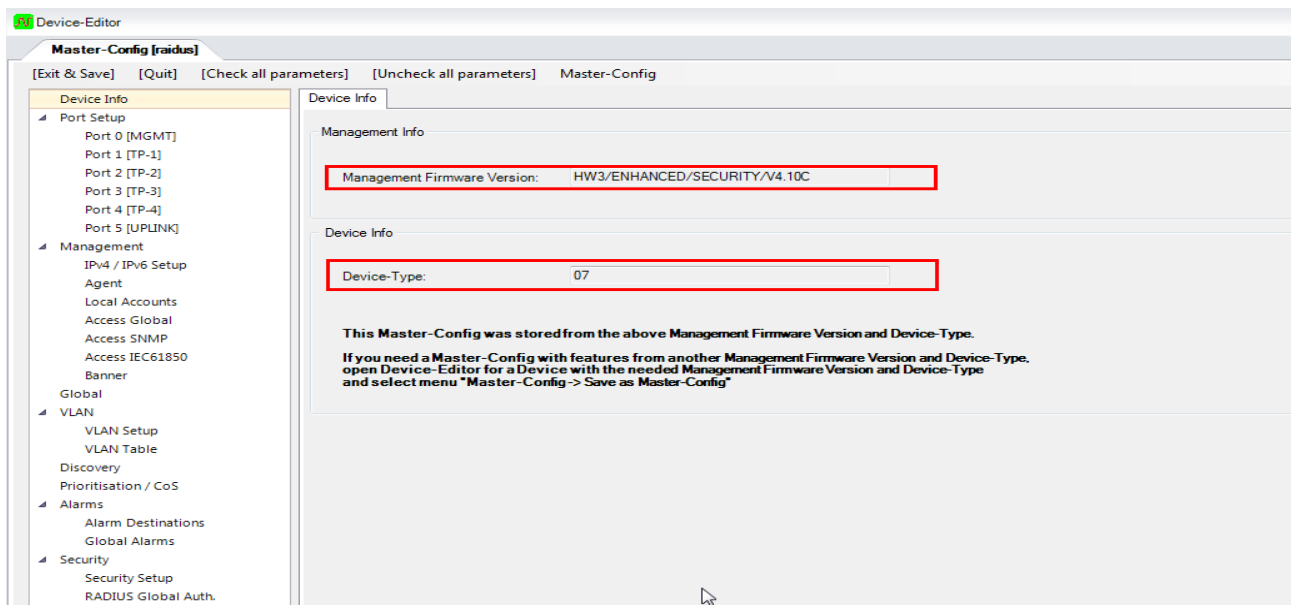 Device-Editor
Master-Config [raidus]
[Exit & Save] [Quit] [Check all parameters] [Uncheck all parameters] Master-Config
Device Info
Port Setup
Port 0 [MGMT]
Port 1 [TP-1]
Port 2 [TP-2]
Port 3 [TP-3]
Port 4 [TP-4]
Port 5 [UPLINK]
Management
IPv4 / IPv6 Setup
Agent
Local Accounts
Access Global
Access SNMP
Access IEC61850
Banner
Global
VLAN
VLAN Setup
VLAN Table
Discovery
Prioritisation / CoS
Alarms
Alarm Destinations
Global Alarms
Security
Security Setup
RADIUS Global Auth.
Device Info
Management Info
Management Firmware Version: HW3/ENHANCED/SECURITY/V4.10C
Device Info
Device-Type: 07
This Master-Config was stored from the above Management Firmware Version and Device-Type.
If you need a Master-Config with features from another Management Firmware Version and Device-Type,
open Device-Editor for a Device with the needed Management Firmware Version and Device-Type
and select menu "Master-Config -> Save as Master-Config"